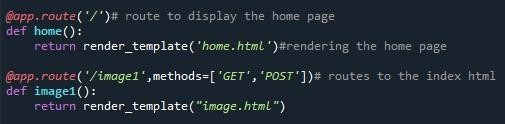 @app.route('/')# route to display the home page
def home():
    return render_template('home.html')#rendering the home page

@app.route('/image1',methods=['GET','POST'])# routes to the index html
def image1():
    return render_template("image.html")